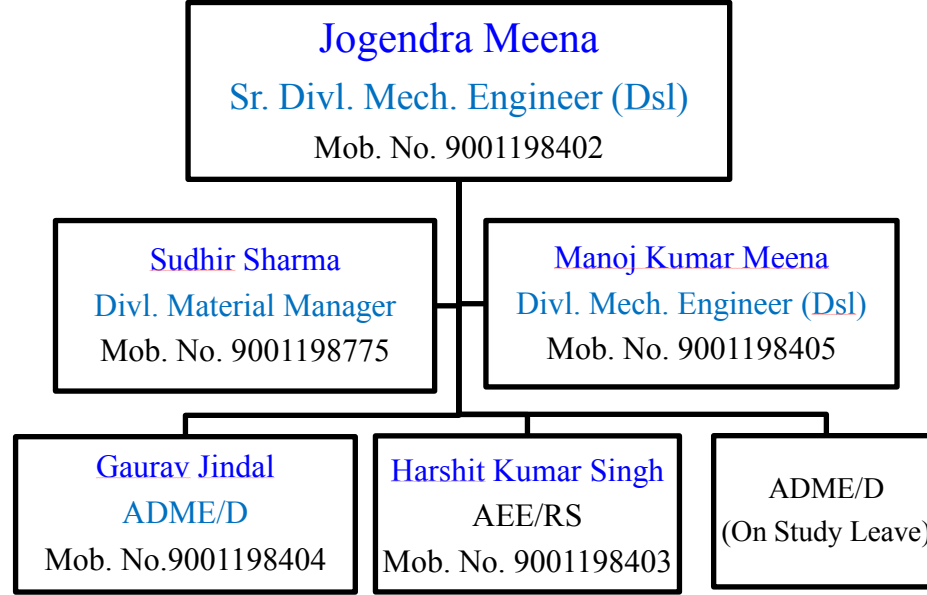 Jogendra Meena
Sr. Divl. Mech. Engineer (Dsl)
Mob. No. 9001198402
Sudhir Sharma
Divl. Material Manager
Mob. No. 9001198775
Manoj Kumar Meena
Divl. Mech. Engineer (Dsl)
Mob. No. 9001198405
Gaurav Jindal
ADME/D
Mob. No.9001198404
Harshit Kumar Singh
AEE/RS
Mob. No. 9001198403
ADME/D
(On Study Leave)